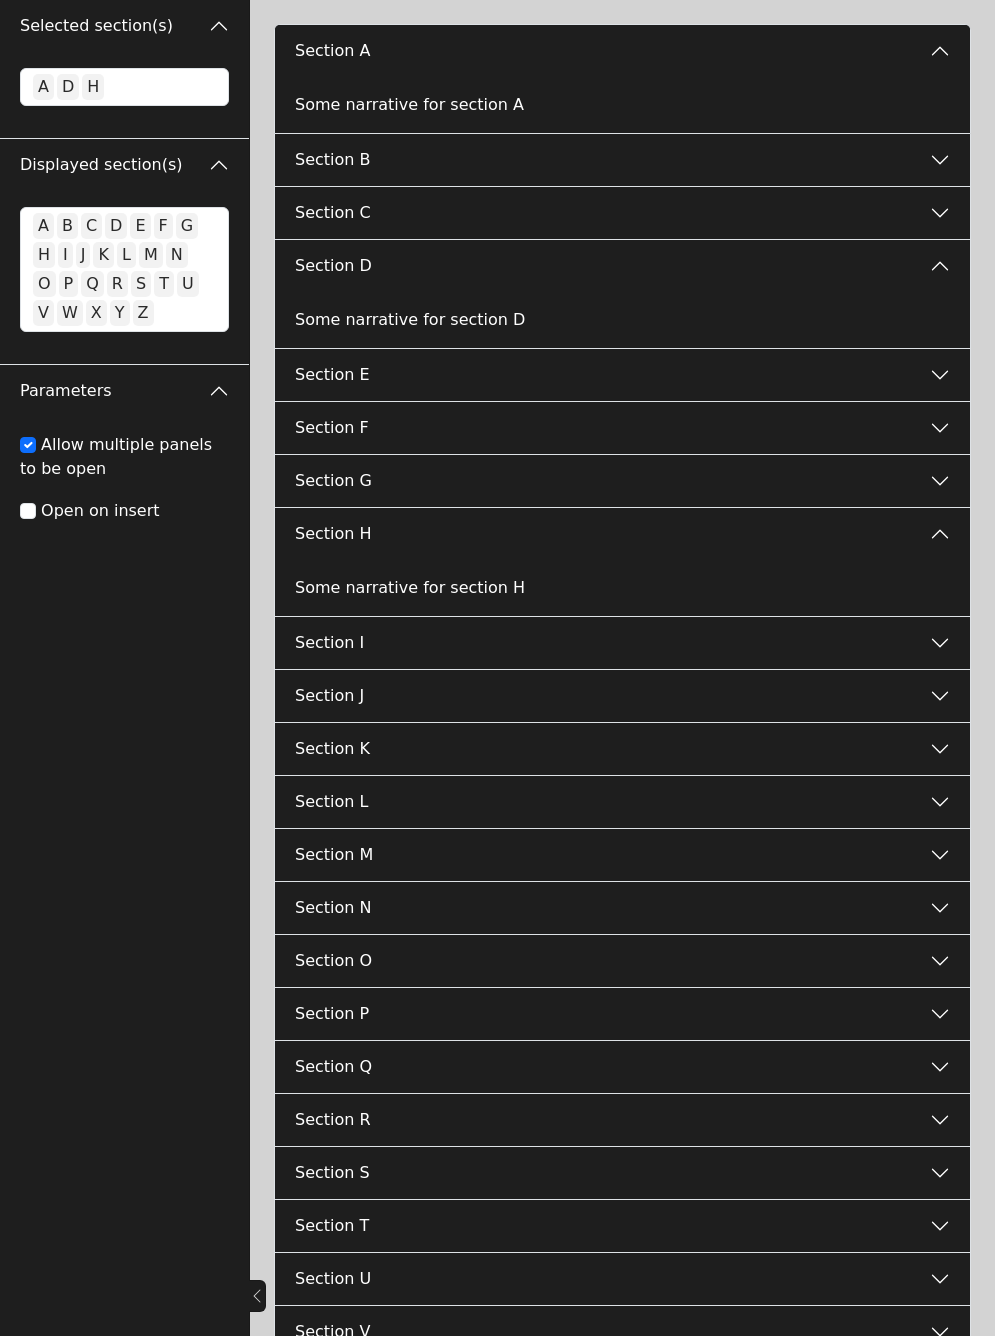 Selected section(s)
A D H
Displayed section(s)
A B C D E F G
H I J K L M N
O P Q R S T U
V W X Y Z
Parameters
Allow multiple panels
to be open
Open on insert
Section A
Some narrative for section A
Section B
Section C
Section D
Some narrative for section D
Section E
Section F
Section G
Section H
Some narrative for section H
Section I
Section J
Section K
Section L
Section M
Section N
Section O
Section P
Section Q
Section R
Section S
Section T
Section U
Section V